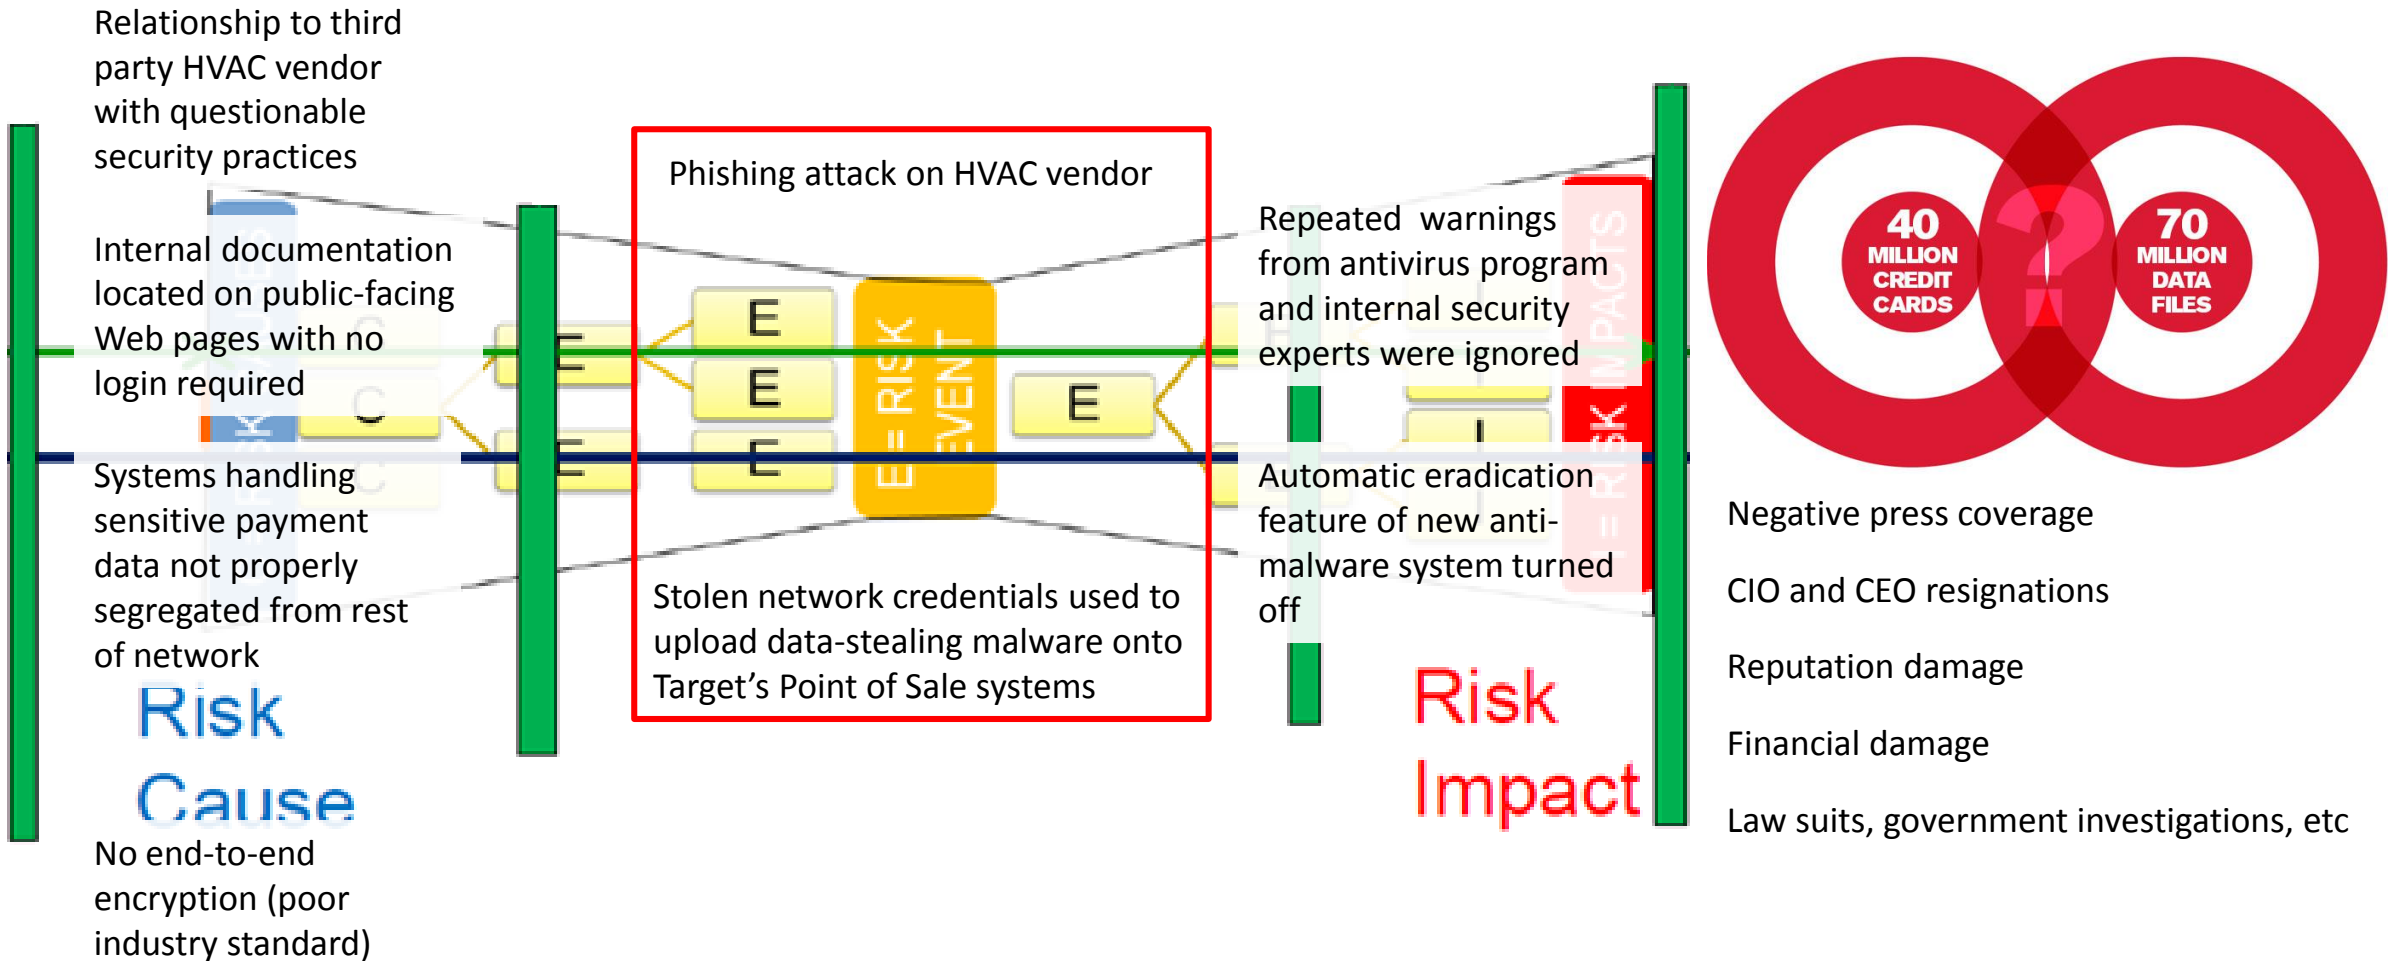 Relationship to third
party HVAC vendor
with questionable
security practices
Internal documentation
located on public-facing
Web pages with no
login required
Systems handling
sensitive payment
data not properly
segregated from rest
of network
Risk
Cause
No end-to-end
encryption (poor
industry standard)
C
C
E
E
Phishing attack on HVAC vendor
E
E
E
E = RISK
EVENT
E
Stolen network credentials used to
upload data-stealing malware onto
Target's Point of Sale systems
Repeated warnings
from antivirus program
and internal security
experts were ignored
Automatic eradication
feature of new anti-
malware system turned
off
I
I = RISK IMPACTS
Risk
Impact
40
MILLION
CREDIT
CARDS
?
70
MILLION
DATA
FILES
Negative press coverage
CIO and CEO resignations
Reputation damage
Financial damage
Law suits, government investigations, etc